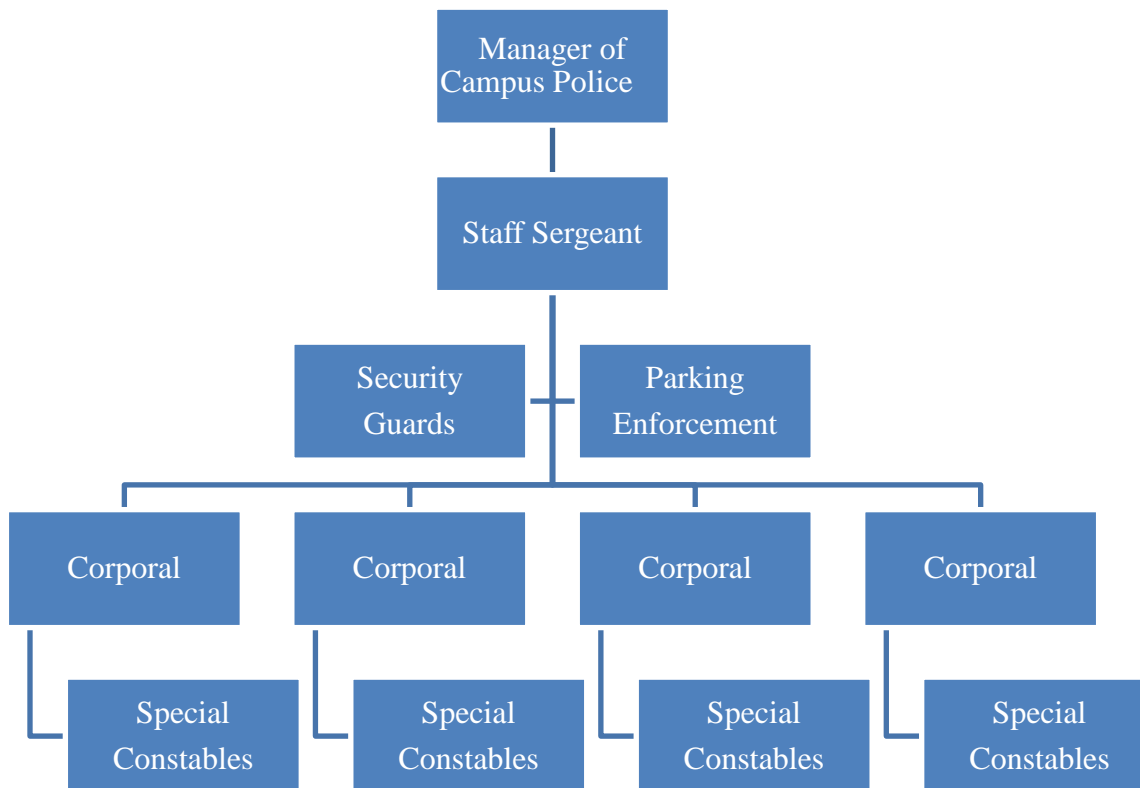 Manager of
Campus Police
Staff Sergeant
Security
Guards
Parking
Enforcement
Corporal
Corporal
Corporal
Corporal
Special
Constables
Special
Constables
Special
Constables
Special
Constables